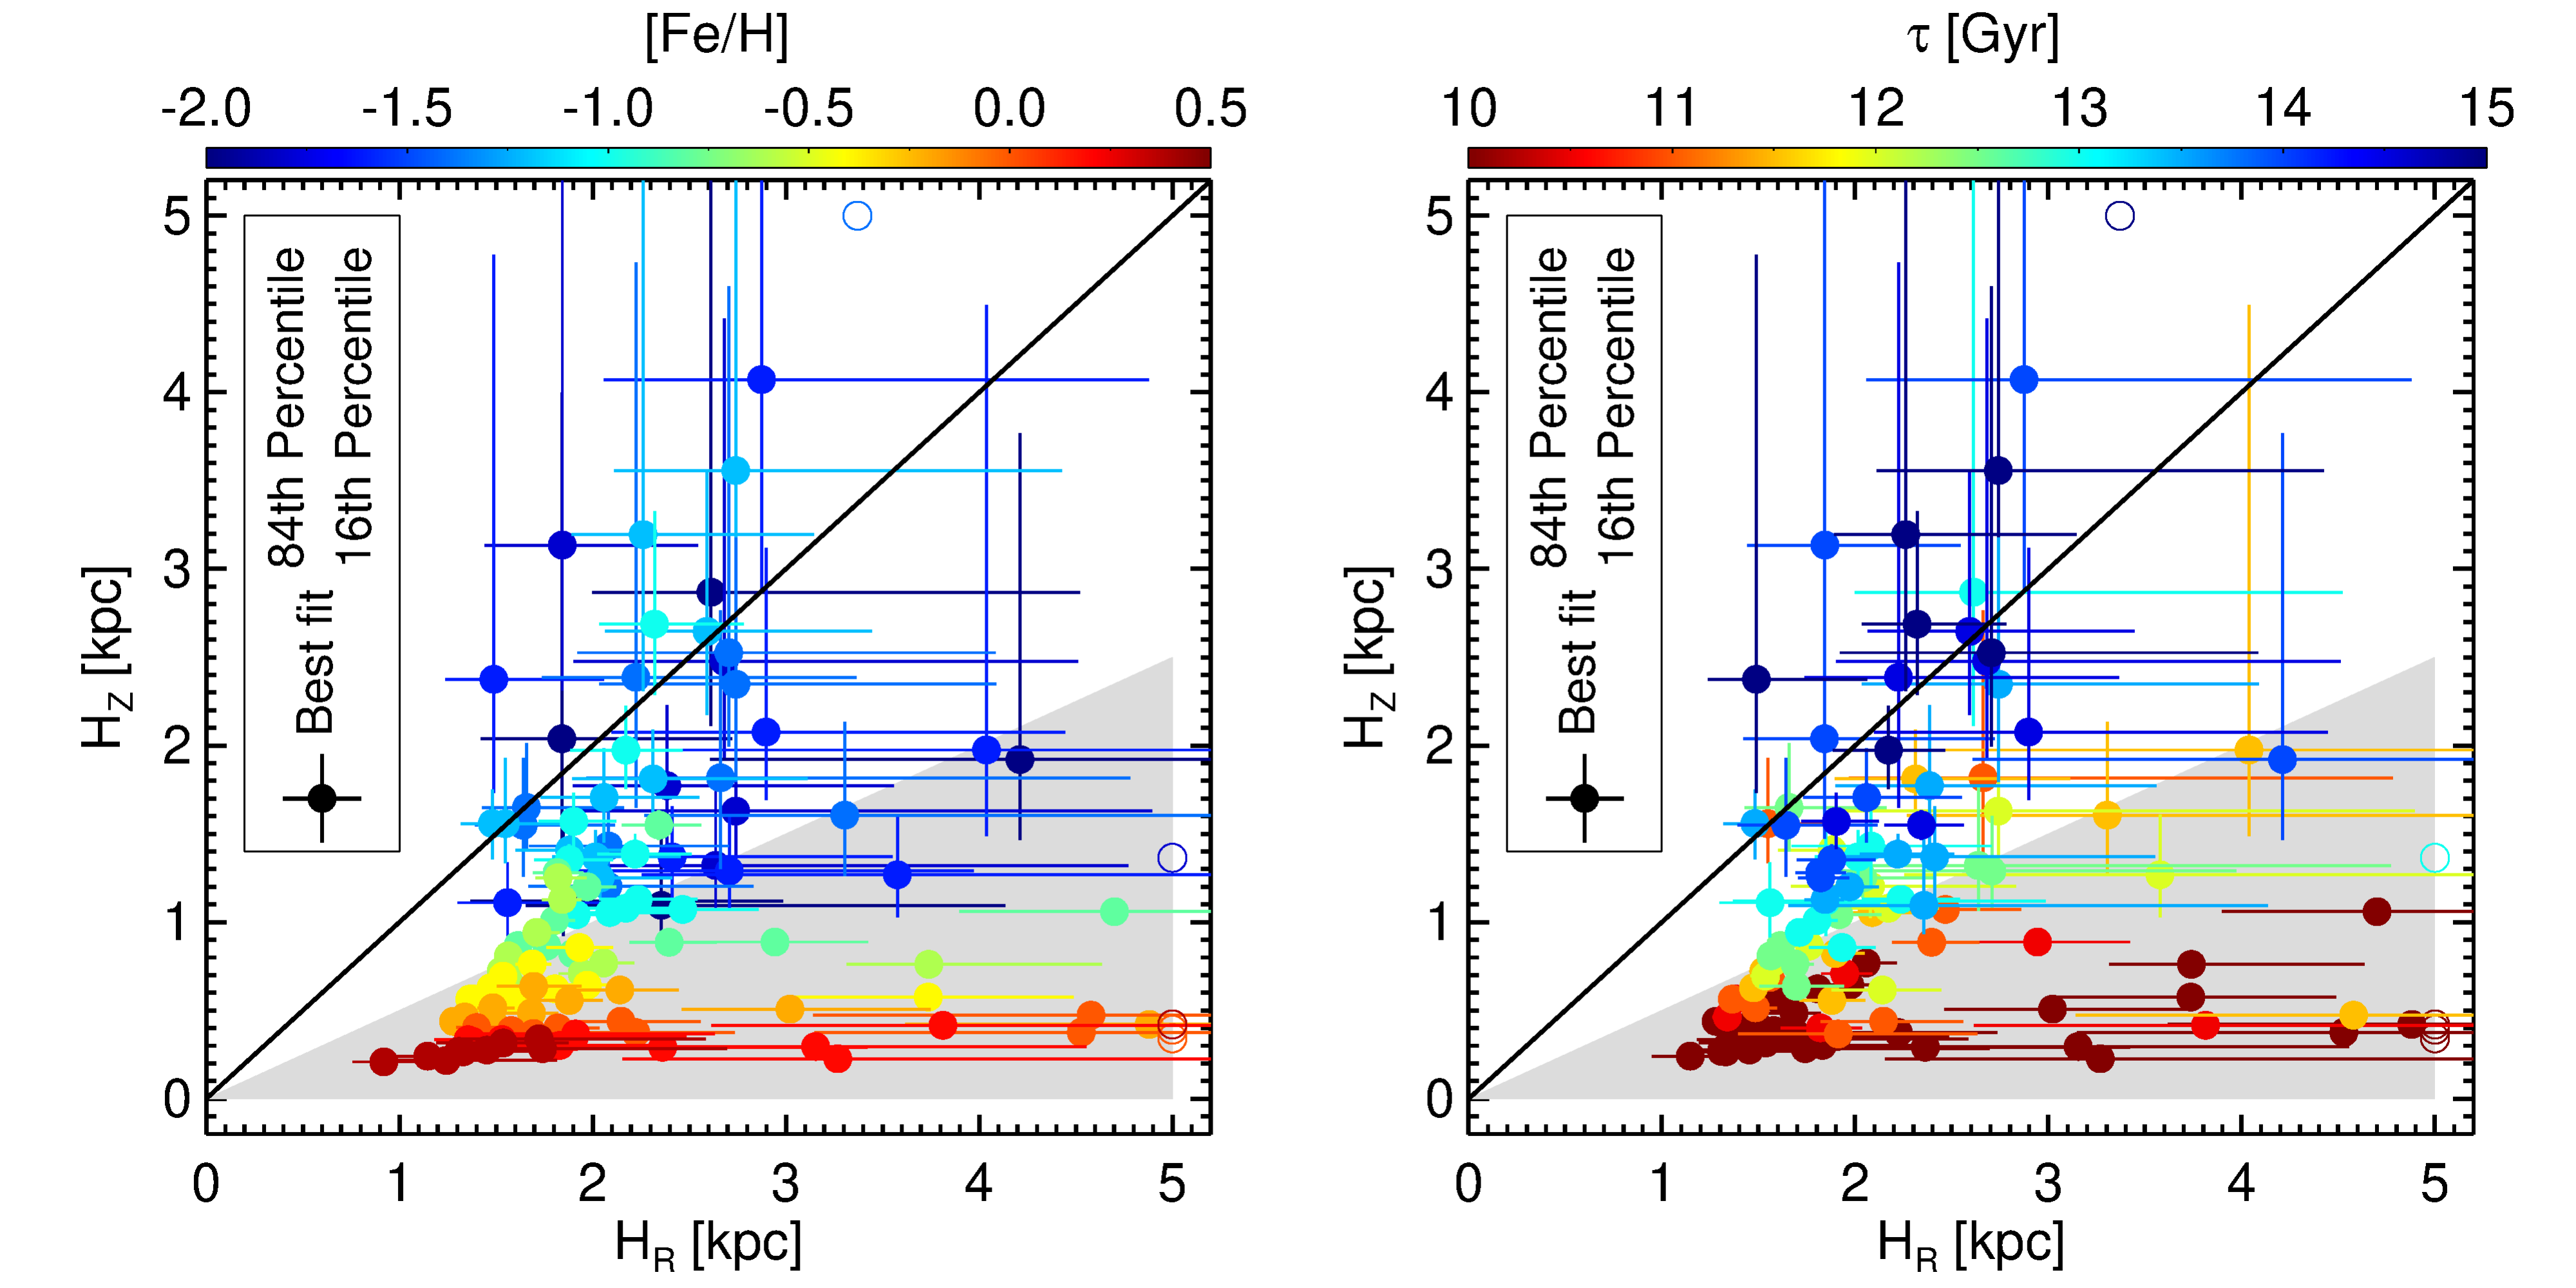 [Fe/H]
-2.0 -1.5 -1.0 -0.5 0.0 0.5
5
4
3
2
1
0
H_Z [kpc]
84th Percentile
Best fit
16th Percentile
0 1 2 3 4 5
H_R [kpc]
τ [Gyr]
10 11 12 13 14 15
5
4
3
2
1
0
H_Z [kpc]
84th Percentile
Best fit
16th Percentile
0 1 2 3 4 5
H_R [kpc]